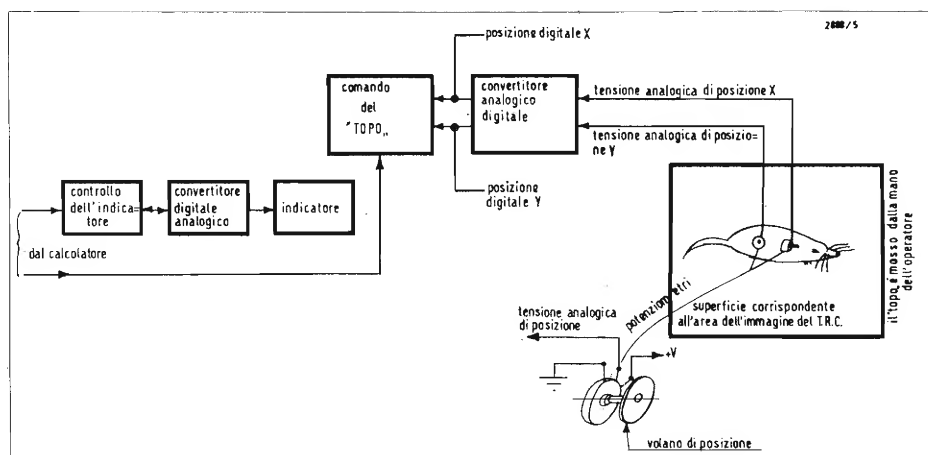 2888/5
posizione digitale X
comando
del
"TOPO„
convertitore
analogico
digitale
tensione analogica di posizione X
tensione analogica di posizio=
ne Y
posizione
digitale Y
controllo
dell'indica=
tore
convertitore
digitale
analogico
indicatore
dal calcolatore
superficie corrispondente
all'area dell'immagine del T.R.C.
il "topo„ è mosso dalla mano
dell'operatore
potenziometri
tensione analogica
di posizione
+V
volano di posizione